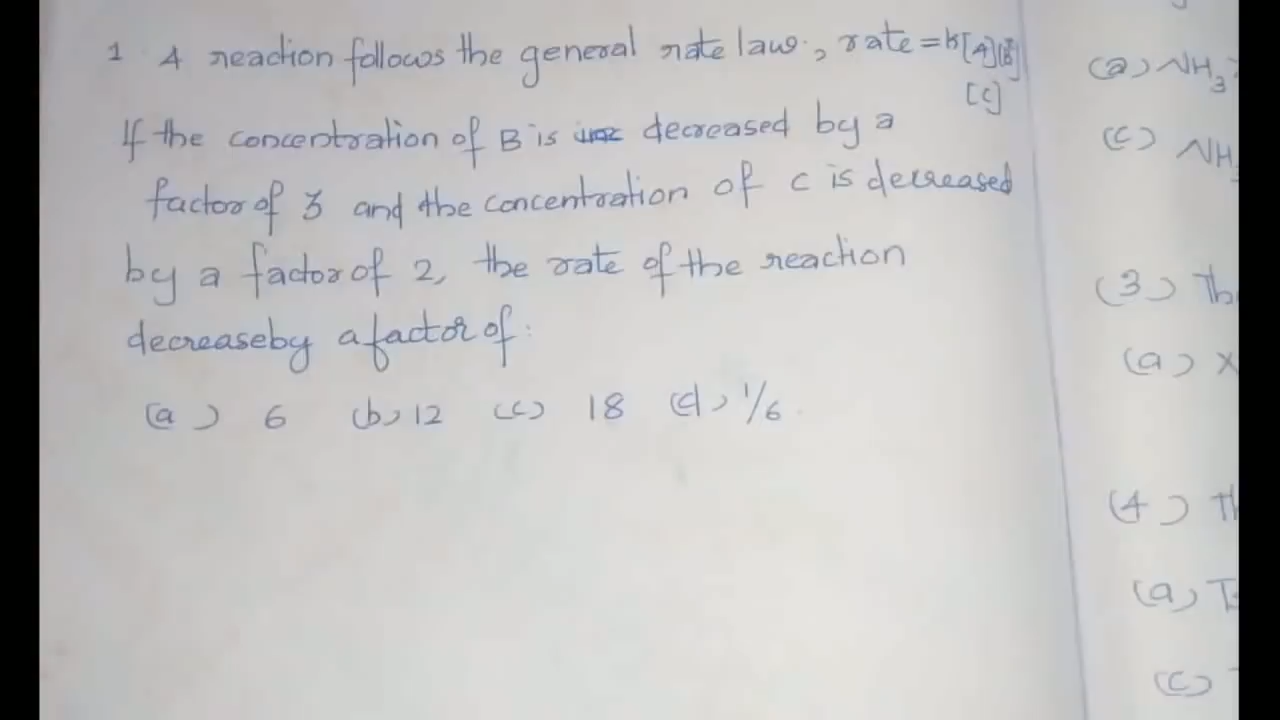 1 A reaction follows the general rate law, rate = k[A][B]
[C]
If the concentration of B is decreased by a
factor of 3 and the concentration of C is decreased
by a factor of 2, the rate of the reaction
decreaseby a factor of:
(a) 6 (b) 12 (c) 18 (d) 1/6
(a) NH3
(c) NH
(3) Th
(a) X
(4) Th
(a) T
(c)